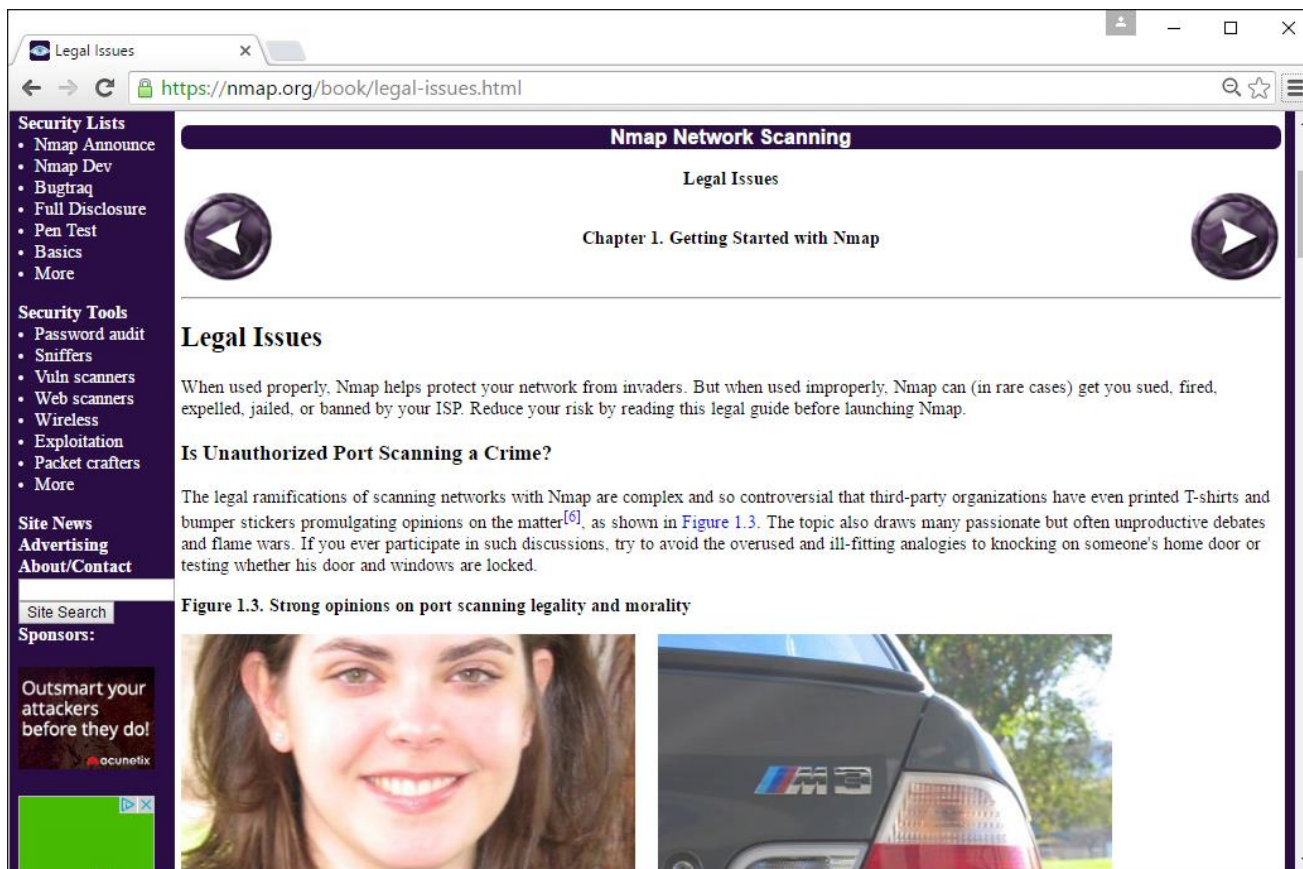 Legal Issues
https://nmap.org/book/legal-issues.html
Security Lists
• Nmap Announce
• Nmap Dev
• Bugtraq
• Full Disclosure
• Pen Test
• Basics
• More
Security Tools
• Password audit
• Sniffers
• Vuln scanners
• Web scanners
• Wireless
• Exploitation
• Packet crafters
• More
Site News
Advertising
About/Contact
Site Search
Sponsors:
Outsmart your
attackers
before they do!
acunetix
Nmap Network Scanning
Legal Issues
Chapter 1. Getting Started with Nmap
Legal Issues
When used properly, Nmap helps protect your network from invaders. But when used improperly, Nmap can (in rare cases) get you sued, fired,
expelled, jailed, or banned by your ISP. Reduce your risk by reading this legal guide before launching Nmap.
Is Unauthorized Port Scanning a Crime?
The legal ramifications of scanning networks with Nmap are complex and so controversial that third-party organizations have even printed T-shirts and
bumper stickers promulgating opinions on the matter[6], as shown in Figure 1.3. The topic also draws many passionate but often unproductive debates
and flame wars. If you ever participate in such discussions, try to avoid the overused and ill-fitting analogies to knocking on someone's home door or
testing whether his door and windows are locked.
Figure 1.3. Strong opinions on port scanning legality and morality
M3